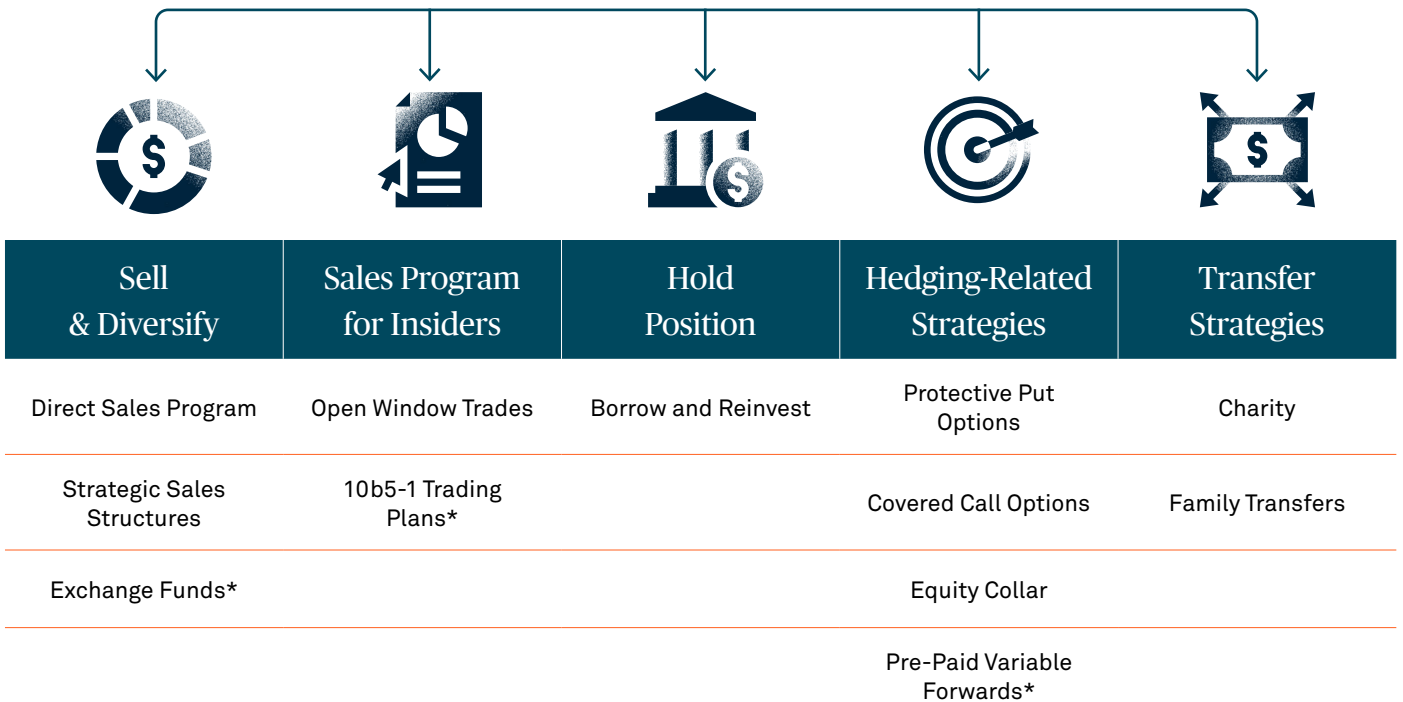 $
$
$
Sell
& Diversify
Sales Program
for Insiders
Hold
Position
Hedging-Related
Strategies
Transfer
Strategies
Direct Sales Program
Open Window Trades
Borrow and Reinvest
Protective Put
Options
Charity
Strategic Sales
Structures
10b5-1 Trading
Plans*
Covered Call Options
Family Transfers
Exchange Funds*
Equity Collar
Pre-Paid Variable
Forwards*